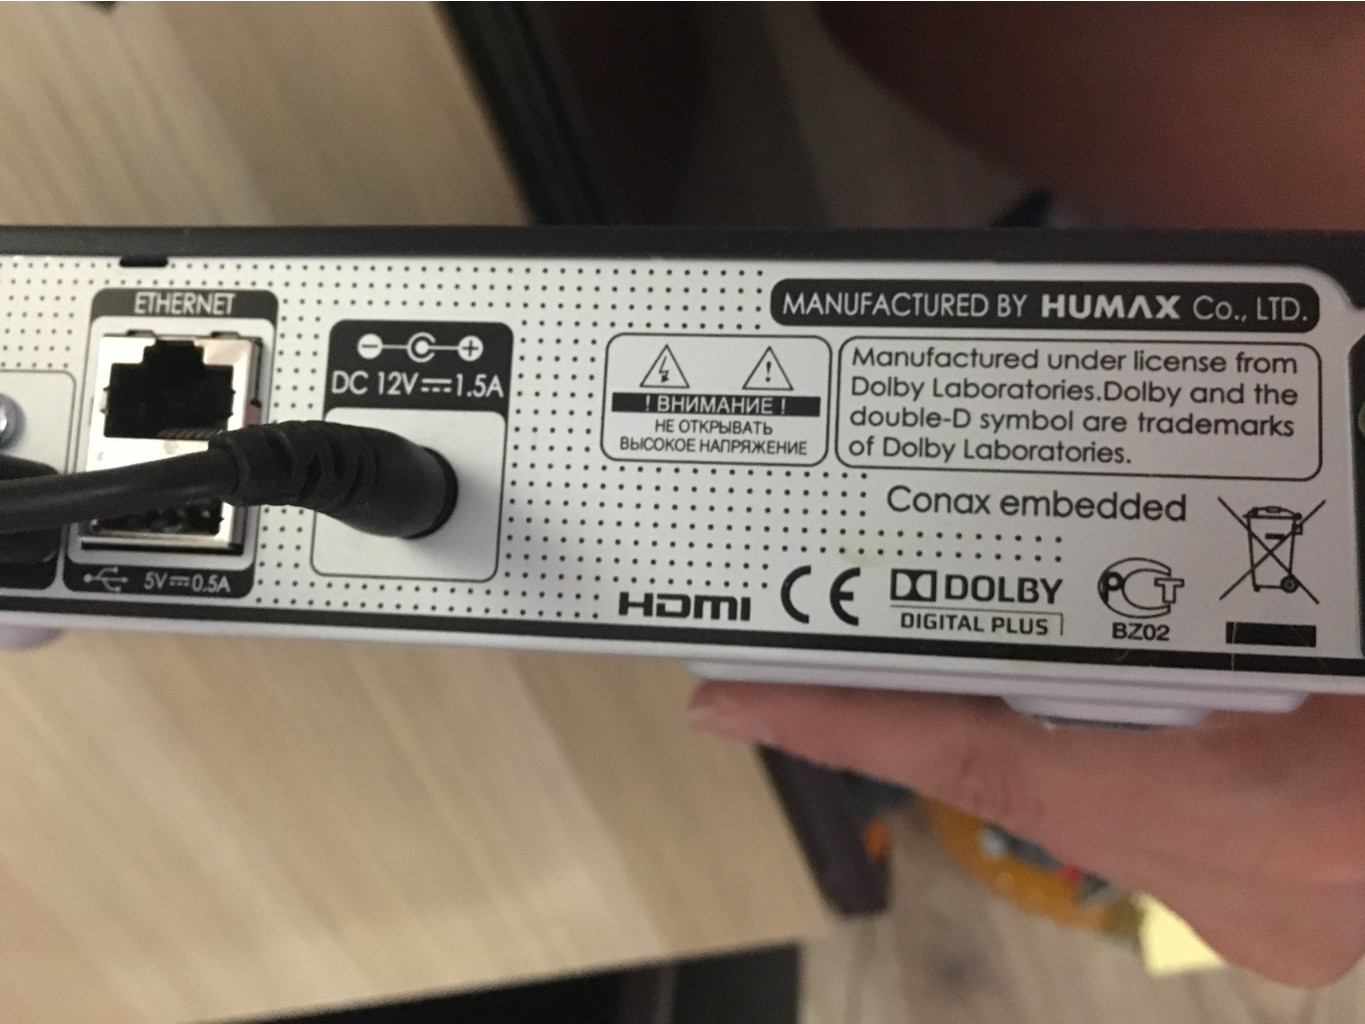 ETHERNET
5V⎓0.5A
DC 12V⎓1.5A
! ВНИМАНИЕ !
НЕ ОТКРЫВАТЬ
ВЫСОКОЕ НАПРЯЖЕНИЕ
MANUFACTURED BY HUMAX Co., LTD.
Manufactured under license from
Dolby Laboratories.Dolby and the
double-D symbol are trademarks
of Dolby Laboratories.
Conax embedded
HDMI
CE
DOLBY
DIGITAL PLUS
РСТ
BZ02